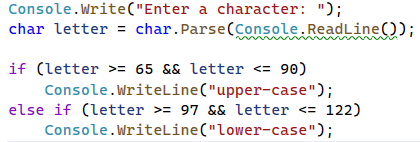 Console.Write("Enter a character: ");
char letter = char.Parse(Console.ReadLine());
if (letter >= 65 && letter <= 90)
Console.WriteLine("upper-case");
else if (letter >= 97 && letter <= 122)
Console.WriteLine("lower-case");